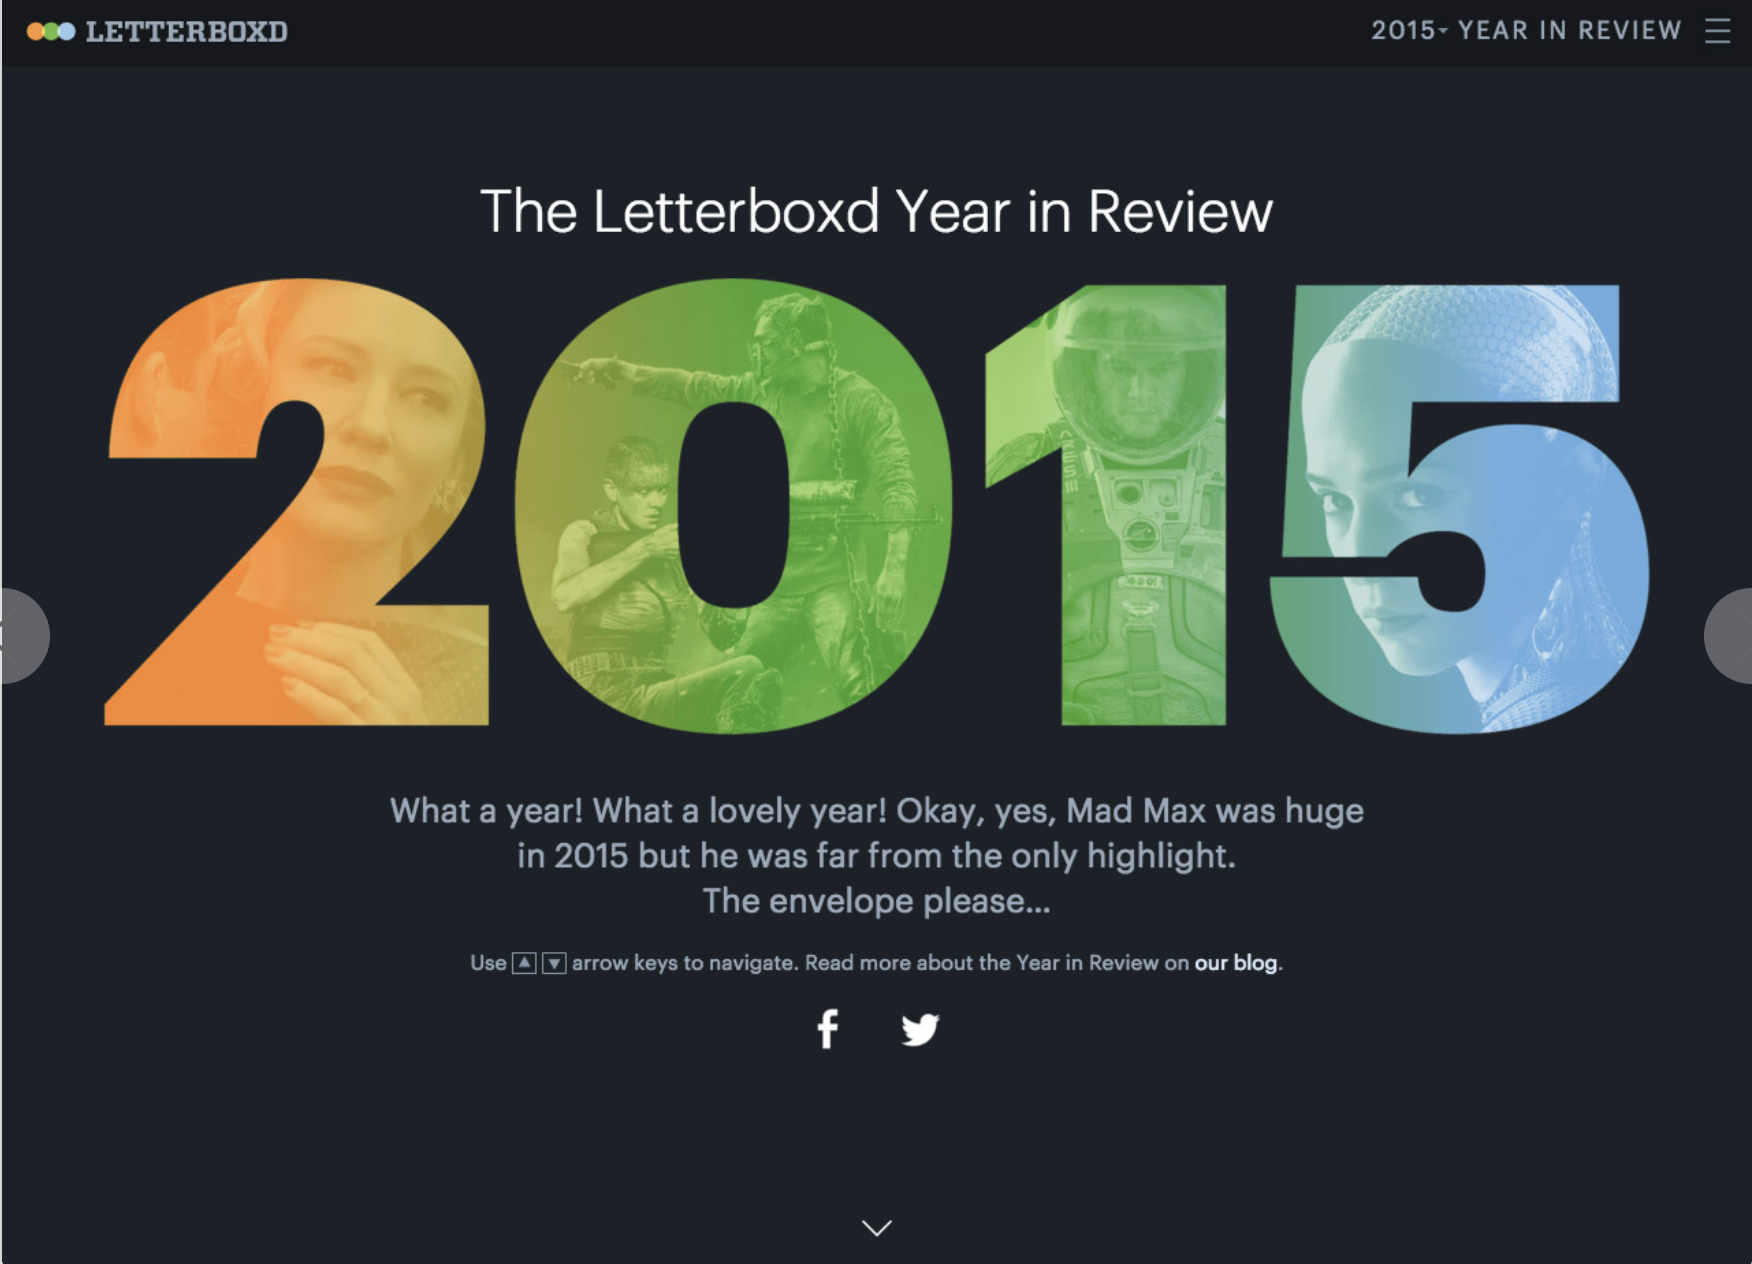 LETTERBOXD
2015 YEAR IN REVIEW
The Letterboxd Year in Review
2015
ARES III
What a year! What a lovely year! Okay, yes, Mad Max was huge
in 2015 but he was far from the only highlight.
The envelope please...
Use ▲ ▼ arrow keys to navigate. Read more about the Year in Review on our blog.